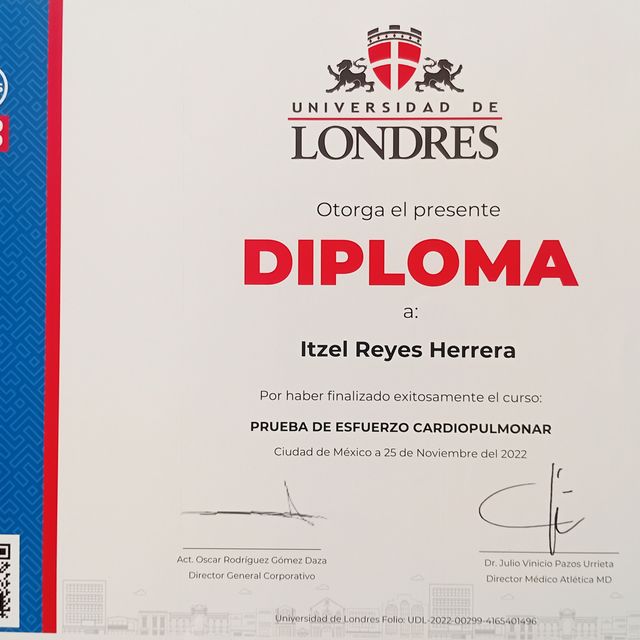 UNIVERSIDAD DE
LONDRES
Otorga el presente
DIPLOMA
a:
Itzel Reyes Herrera
Por haber finalizado exitosamente el curso:
PRUEBA DE ESFUERZO CARDIOPULMONAR
Ciudad de México a 25 de Noviembre del 2022
Act. Oscar Rodríguez Gómez Daza
Director General Corporativo
Dr. Julio Vinicio Pazos Urrieta
Director Médico Atlética MD
Universidad de Londres Folio: UDL-2022-00299-4165401496